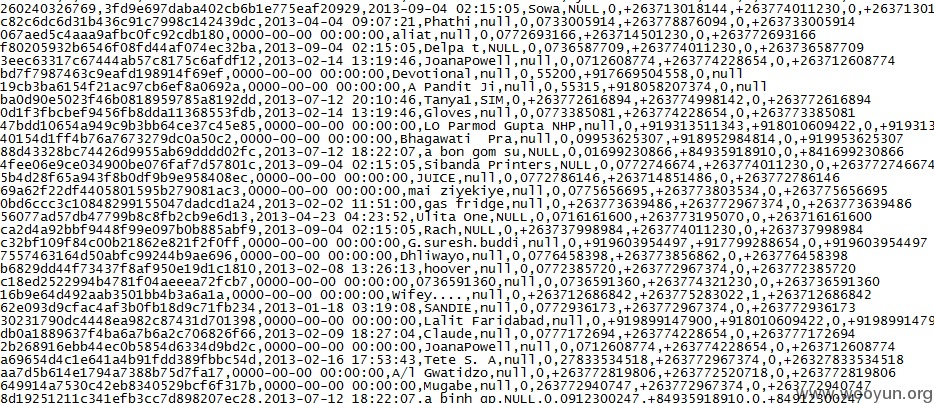 260240326769,3fd9e697daba402cb6b1e775eaf20929,2013-09-04 02:15:05,Sowa,NULL,0,+263713018144,+263774011230,0,+2637130
c82c6dc6d31b436c91c7998c142439dc,2013-04-04 09:07:21,Phathi,null,0,0733005914,+263778876094,0,+263733005914
067aed5c4aaa9afbc0fc92cdb180,0000-00-00 00:00:00,aliat,null,0,0772693166,+263714501230,0,+263772693166
f80205932b6546f08fd44af074ec32ba,2013-09-04 02:15:05,Delpa t,NULL,0,0736587709,+263774011230,0,+263736587709
3eec63317c67444ab57c8175c6afdf12,2013-02-14 13:19:46,JoanaPowell,null,0,0712608774,+263774228654,0,+263712608774
bd7f7987463c9eafd198914f69ef,0000-00-00 00:00:00,Devotional,null,0,55200,+917669504558,0,null
19cb3ba6154f21ac97cb6ef8a0692a,0000-00-00 00:00:00,A Pandit Ji,null,0,55315,+918058207374,0,null
ba0d90e5023f46b0818959785a8192dd,2013-07-12 20:10:46,Tanya1,SIM,0,+263772616894,+263774998142,0,+263772616894
0d1f3fbcbef9456fb8dda11368553fdb,2013-02-14 13:19:46,Gloves,null,0,0773385081,+263774228654,0,+263773385081
47bdd10654a949c9b3bb64ce37c45e85,0000-00-00 00:00:00,LO Parmod Gupta NHP,null,0,+919313511343,+918010609422,0,+91931
40154d1ff4b76a7673279dc0a50c2,0000-00-00 00:00:00,Bhagawati  Pra,null,0,09953625307,+918952984814,0,+919953625307
88d43328bc74426d9955ab69dddd02fc,2013-07-12 18:22:07,a bon gom su,NULL,0,01699230866,+84935918910,0,+841699230866
4fee06e9ce034900be076faf7d57801c,2013-09-04 02:15:05,Sibanda Printers,NULL,0,0772746674,+263774011230,0,+263772746674
5b4d28f65a943f8b0df9b9e958408ec,0000-00-00 00:00:00,JUICE,null,0,0772786146,+263714851486,0,+263772786146
69a62f22df4405801595b279081ac3,0000-00-00 00:00:00,mai ziyekiye,null,0,0775656695,+263773803534,0,+263775656695
0bd6ccc3c10848299155047dadcd1a24,2013-02-02 11:51:00,gas fridge,null,0,0773639486,+263772967374,0,+263773639486
56077ad57db47799b8c8fb2cb9e6d13,2013-04-23 04:23:52,Ulita One,NULL,0,0716161600,+263773195070,0,+263716161600
ca2d4a92bbf9448f99e097b0b885abf9,2013-09-04 02:15:05,Rach,NULL,0,0737998984,+263774011230,0,+263737998984
c32bf109f84c00b21862e821f2f0ff,0000-00-00 00:00:00,G.suresh.buddi,null,0,+919603954497,+917799288654,0,+919603954497
7557463164d50abfc99244b9ae696,0000-00-00 00:00:00,Dhliwayo,null,0,0776458398,+263773856862,0,+263776458398
b6829dd44f73437f8af950e19d1c1810,2013-02-08 13:26:13,hoover,null,0,0772385720,+263772967374,0,+263772385720
c18ed2522994b4781f04aeeea72fcb7,0000-00-00 00:00:00,0736591360,null,0,0736591360,+263774321230,0,+263736591360
16b9e64d492aab3501bb4b3a6a1a,0000-00-00 00:00:00,Wifey....,null,0,+263712686842,+263775283022,1,+263712686842
62e093d9cfac4af3b0fb18d9c71fb234,2013-01-18 03:19:08,SANDIE,null,0,0772936173,+263772967374,0,+263772936173
30231790dc4448ea982c87431d701398,0000-00-00 00:00:00,Lalit Faridabad,null,0,+919899147900,+918010609422,0,+9198991479
db0a1889637f4ba6a7b6a2c706826f66,2013-02-09 18:27:04,Claude,null,0,0777172694,+263774228654,0,+263777172694
2b268916ebb44ec0b5854d6334d9bd2c,0000-00-00 00:00:00,JoanaPowell,null,0,0712608774,+263774228654,0,+263712608774
a69654d4c1e641a4b91fdd389fbbc54d,2013-02-16 17:53:43,Tete S. A,null,0,27833534518,+263772967374,0,+26327833534518
aa7d5b614e1794a7388b75d7fa17,0000-00-00 00:00:00,A/l Gwatidzo,null,0,+263772819806,+263772520718,0,+263772819806
649914a7530c42eb8340529bcf6f317b,0000-00-00 00:00:00,Mugabe,null,0,263772940747,+263772967374,0,+263772940747
8d19251211c341efb3cc7d898207ec28,2013-07-12 18:22:07,a binh gp,NULL,0,0912300247,+84935918910,0,+84912300247
www.wooyun.org